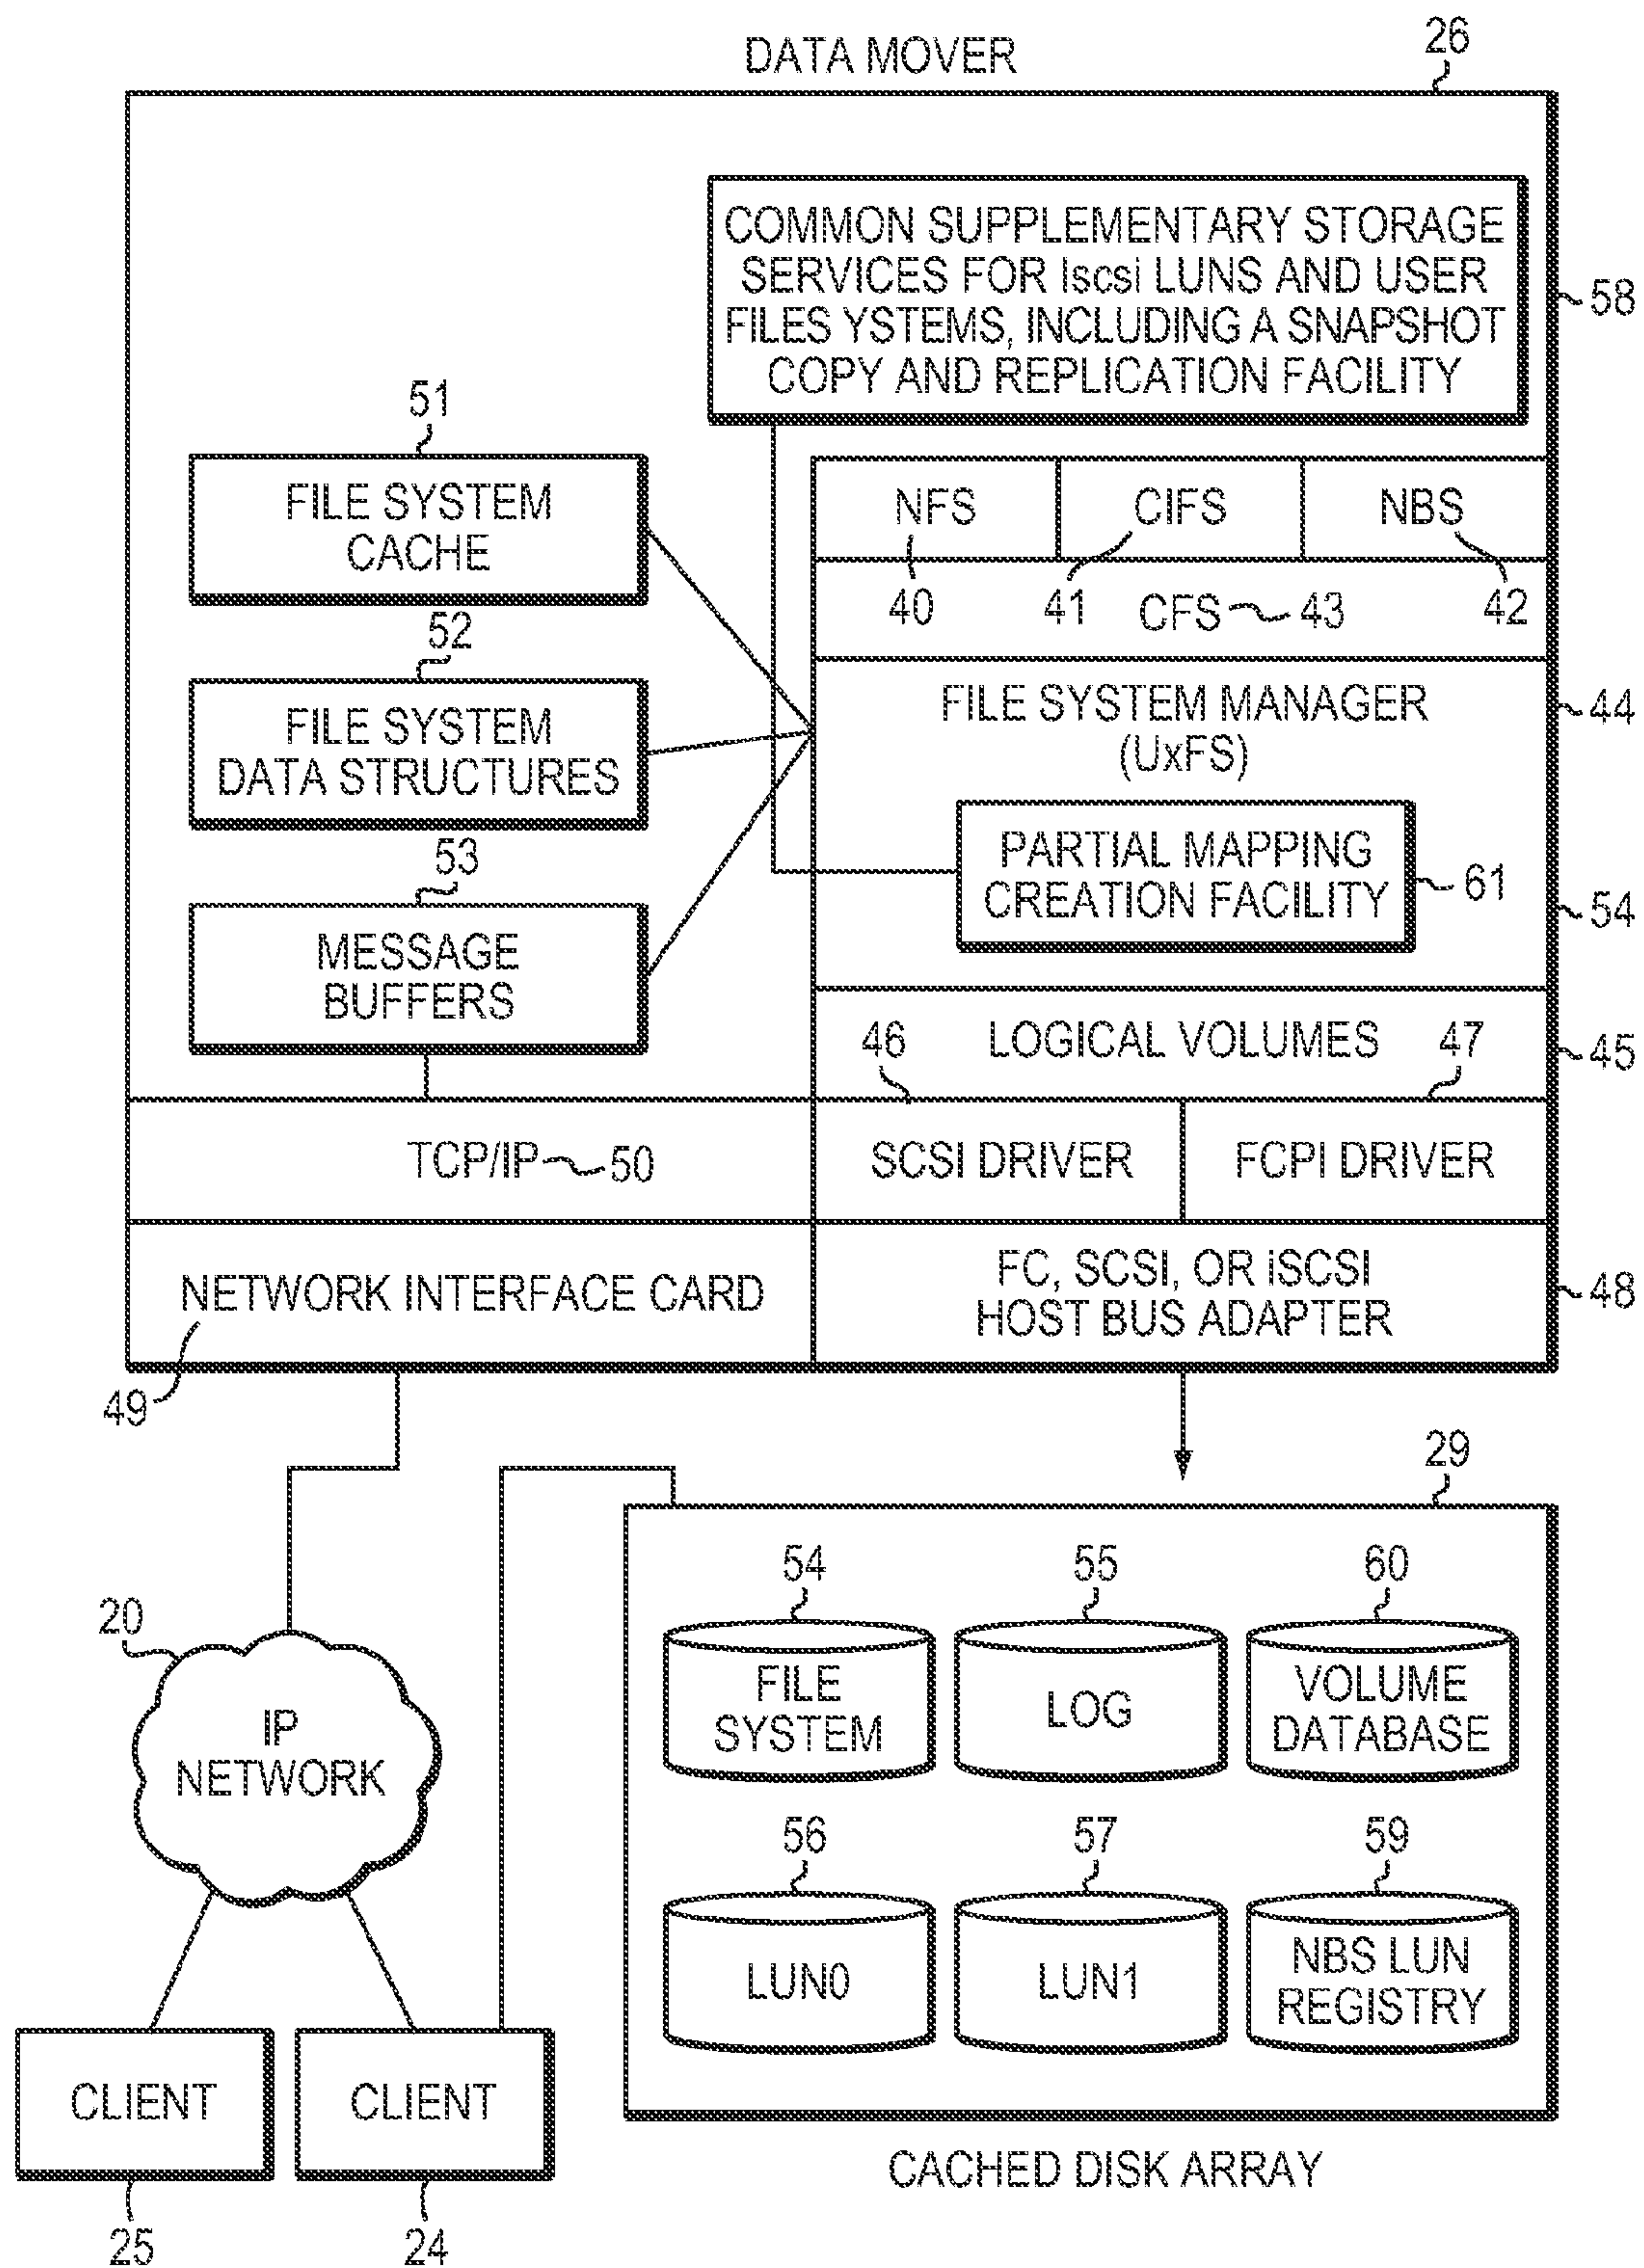 DATA MOVER
26
COMMON SUPPLEMENTARY STORAGE
SERVICES FOR Iscsi LUNS AND USER
FILES YSTEMS, INCLUDING A SNAPSHOT
COPY AND REPLICATION FACILITY
58
51
FILE SYSTEM
CACHE
NFS
CIFS
NBS
40
41
CFS
43
42
52
FILE SYSTEM
DATA STRUCTURES
FILE SYSTEM MANAGER
(UxFS)
44
PARTIAL MAPPING
CREATION FACILITY
61
54
53
MESSAGE
BUFFERS
46
LOGICAL VOLUMES
47
45
TCP/IP
50
SCSI DRIVER
FCPI DRIVER
NETWORK INTERFACE CARD
FC, SCSI, OR iSCSI
HOST BUS ADAPTER
48
49
29
54
55
60
FILE
SYSTEM
LOG
VOLUME
DATABASE
20
IP
NETWORK
56
57
59
LUN0
LUN1
NBS LUN
REGISTRY
CLIENT
CLIENT
CACHED DISK ARRAY
25
24